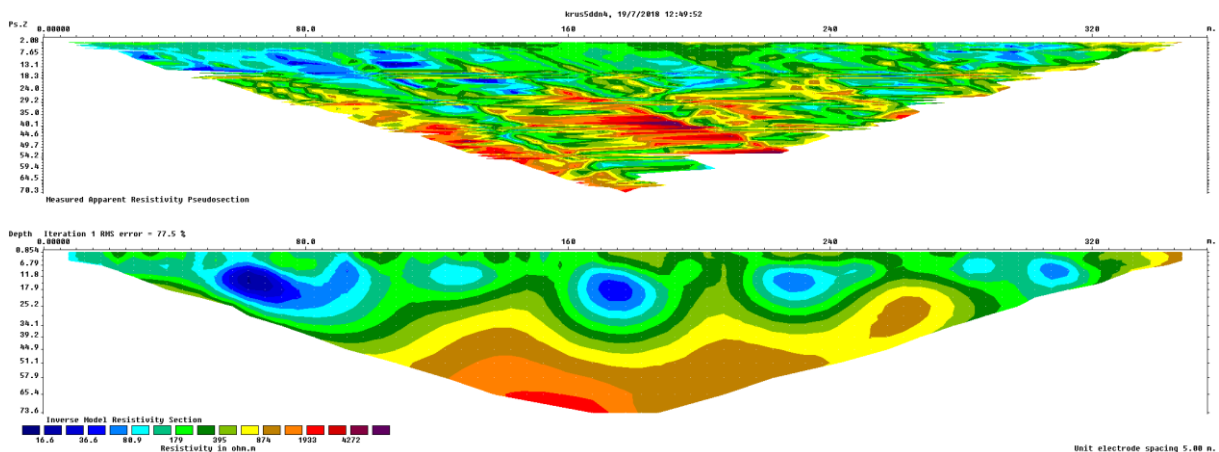 krus5ddn4, 19/7/2018 12:49:52
Ps.Z 0.00000 80.0 160 240 320 m.
2.08
7.65
13.1
18.3
24.0
29.2
35.0
40.1
44.6
49.7
54.2
59.4
64.5
70.3
Measured Apparent Resistivity Pseudosection
Depth Iteration 1 RMS error = 77.5 %
0.00000 80.0 160 240 320 m.
0.854
6.79
11.8
17.9
25.2
34.1
39.2
44.9
51.1
57.9
65.4
73.6
Inverse Model Resistivity Section
16.6 36.6 80.9 179 395 874 1933 4272
Resistivity in ohm.m
Unit electrode spacing 5.00 m.